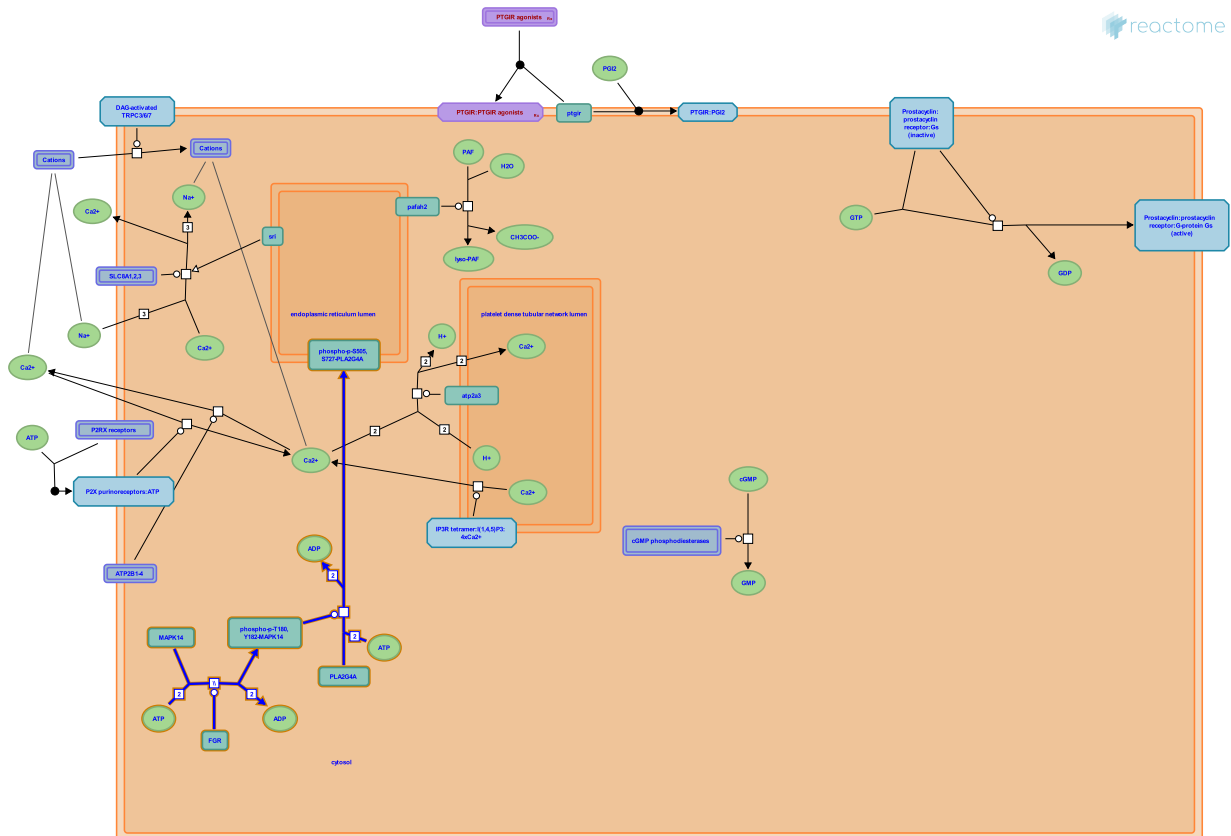 PTGIR agonists Rx
reactome
PGI2
DAG-activated
TRPC3/6/7
PTGIR:PTGIR agonists Rx
ptgir
PTGIR:PGI2
Prostacyclin:
prostacyclin
receptor:Gs
(inactive)
Cations
Cations
PAF
H2O
Na+
Ca2+
pafah2
GTP
3
sri
CH3COO-
Prostacyclin:prostacyclin
receptor:G-protein Gs
(active)
lyso-PAF
SLC8A1,2,3
GDP
3
endoplasmic reticulum lumen
platelet dense tubular network lumen
Na+
Ca2+
H+
Ca2+
phospho-p-S505,
S727-PLA2G4A
2
2
Ca2+
atp2a3
P2RX receptors
ATP
2
2
Ca2+
H+
P2X purinoreceptors:ATP
Ca2+
cGMP
IP3R tetramer:I(1,4,5)P3:
4xCa2+
cGMP phosphodiesterases
ADP
ATP2B1-4
2
GMP
phospho-p-T180,
Y182-MAPK14
MAPK14
2
ATP
PLA2G4A
2
2
ATP
ADP
FGR
cytosol